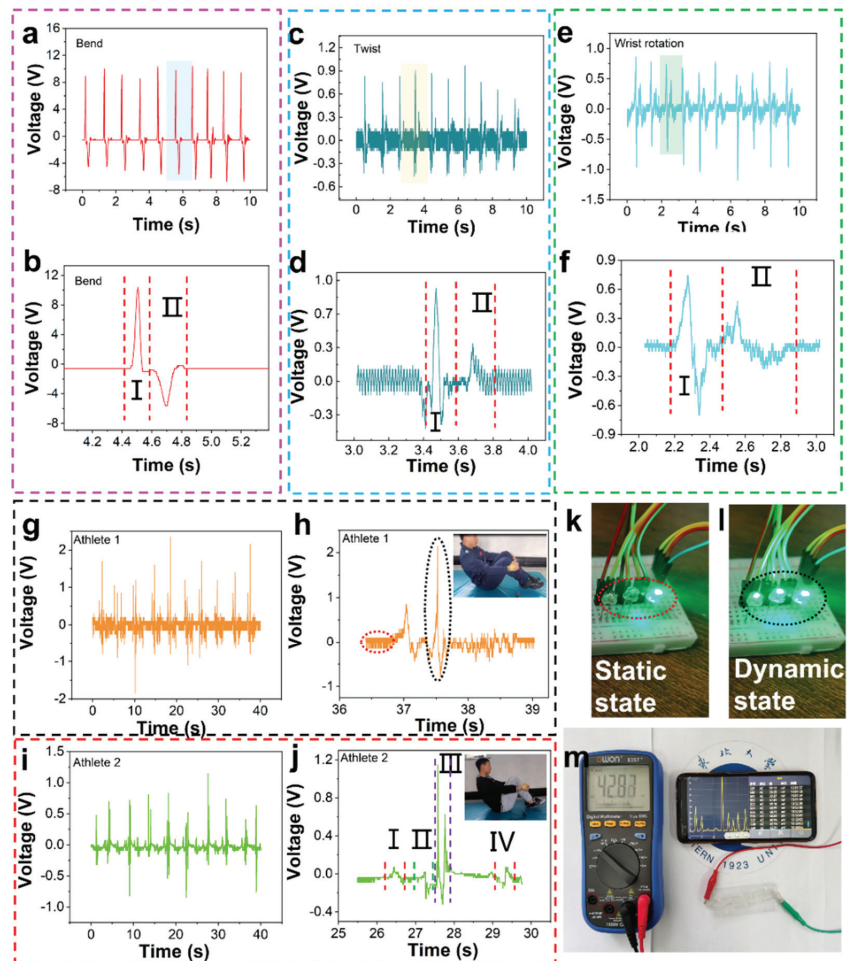 a
Bend
Voltage (V)
16
12
8
4
0
-4
-8
0 2 4 6 8 10
Time (s)
c
Twist
Voltage (V)
1.2
0.9
0.6
0.3
0.0
-0.3
-0.6
0 2 4 6 8 10
Time (s)
e
Wrist rotation
Voltage (V)
1.0
0.5
0.0
-0.5
-1.0
-1.5
0 2 4 6 8 10
Time (s)
b
Bend
Voltage (V)
12
8
4
0
-4
-8
I
II
4.2 4.4 4.6 4.8 5.0 5.2
Time (s)
d
Voltage (V)
1.0
0.6
0.3
0.0
-0.3
I
II
3.0 3.2 3.4 3.6 3.8 4.0
Time (s)
f
Voltage (V)
0.9
0.6
0.3
0.0
-0.3
-0.6
-0.9
I
II
2.0 2.2 2.4 2.6 2.8 3.0
Time (s)
g
Athlete 1
Voltage (V)
2
1
0
-1
-2
0 10 20 30 40
Time (s)
h
Athlete 1
Voltage (V)
2
1
0
-1
36 37 38 39
Time (s)
k
Static
state
l
Dynamic
state
i
Athlete 2
Voltage (V)
1.5
1.0
0.5
0.0
-0.5
-1.0
0 10 20 30 40
Time (s)
j
Athlete 2
Voltage (V)
1.2
0.8
0.4
0.0
-0.4
I
II
III
IV
25 26 27 28 29 30
Time (s)
m
OWON
Digital Multimeter
TERN 1923 UN